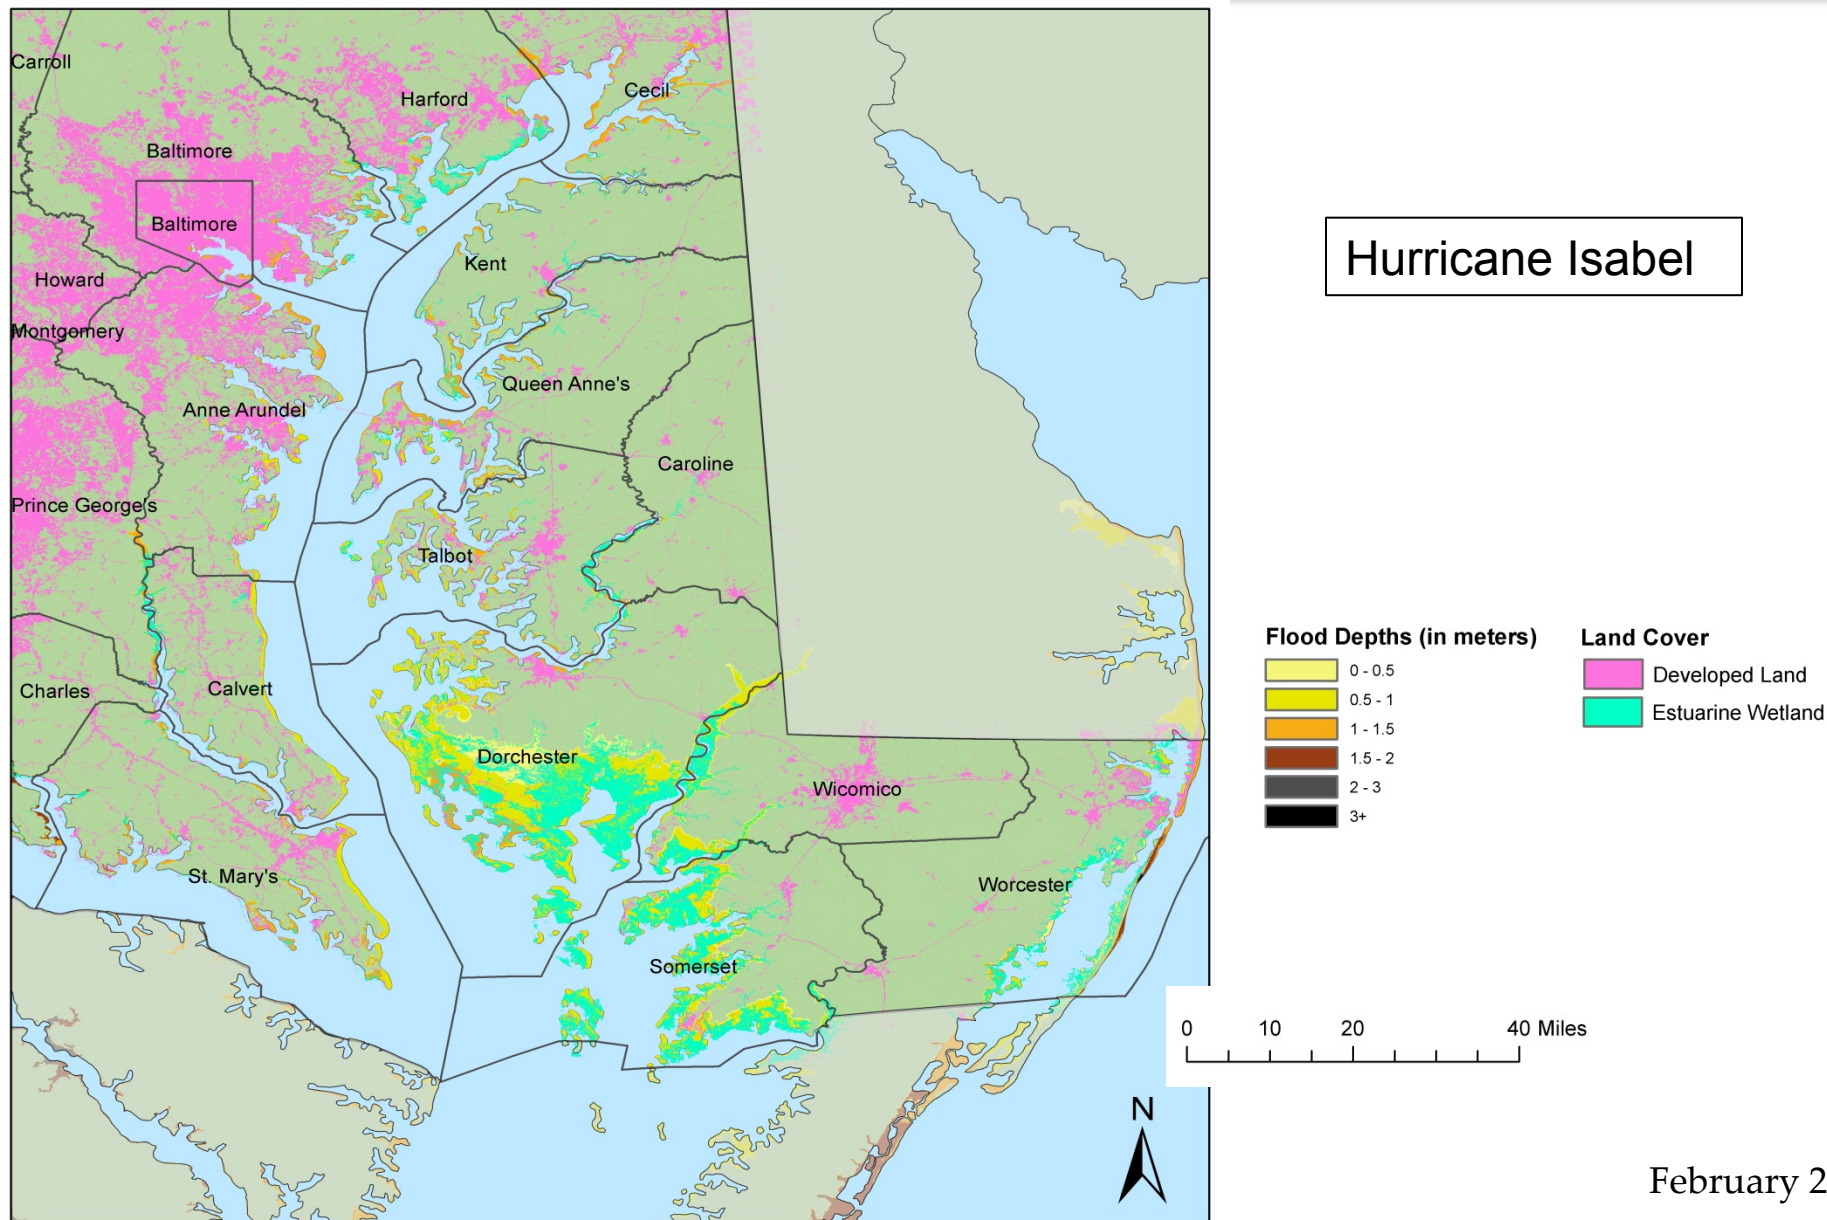 Carroll
Harford
Cecil
Baltimore
Baltimore
Kent
Howard
Montgomery
Queen Anne's
Anne Arundel
Caroline
Prince George's
Talbot
Charles
Calvert
Dorchester
Wicomico
St. Mary's
Worcester
Somerset
Hurricane Isabel
Flood Depths (in meters)
0 - 0.5
0.5 - 1
1 - 1.5
1.5 - 2
2 - 3
3+
Land Cover
Developed Land
Estuarine Wetland
0 10 20 40 Miles
N
February 2